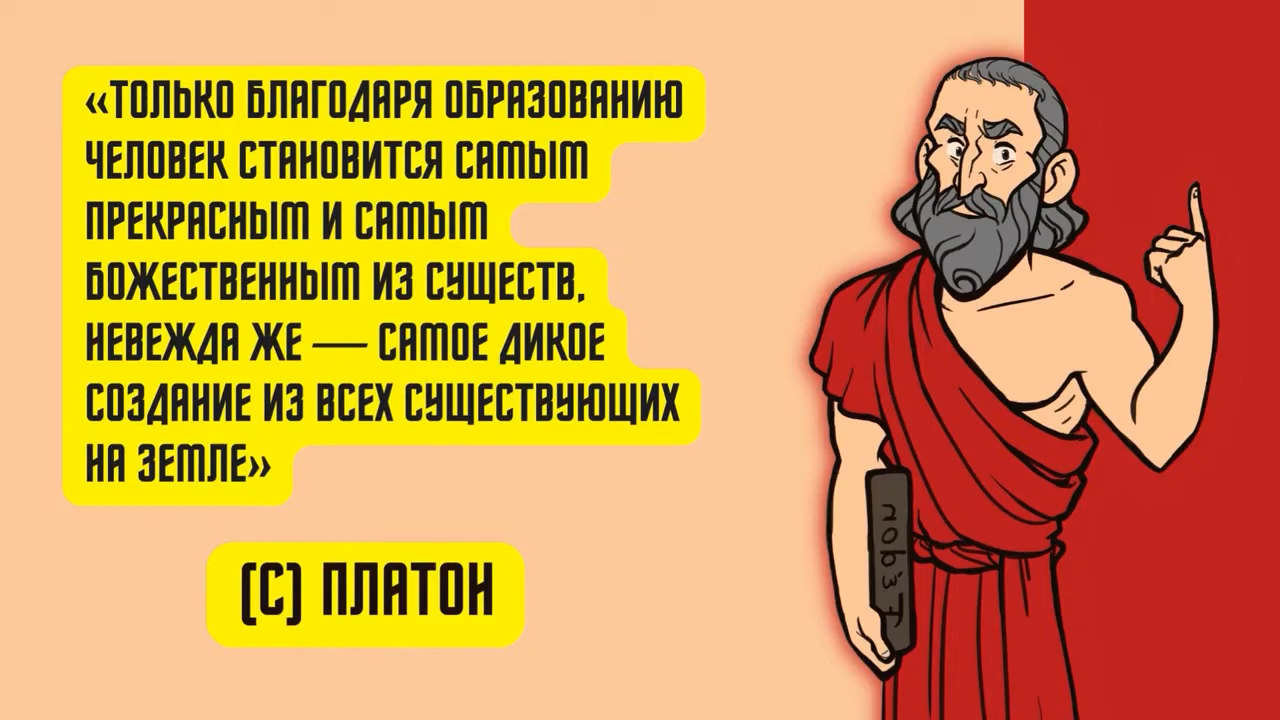 «ТОЛЬКО БЛАГОДАРЯ ОБРАЗОВАНИЮ
ЧЕЛОВЕК СТАНОВИТСЯ САМЫМ
ПРЕКРАСНЫМ И САМЫМ
БОЖЕСТВЕННЫМ ИЗ СУЩЕСТВ,
НЕВЕЖДА ЖЕ — САМОЕ ДИКОЕ
СОЗДАНИЕ ИЗ ВСЕХ СУЩЕСТВУЮЩИХ
НА ЗЕМЛЕ»
(С) ПЛАТОН